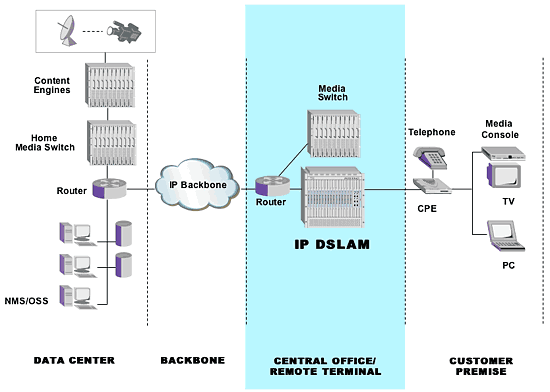 Content
Engines
Home
Media Switch
Router
NMS/OSS
IP Backbone
Media
Switch
Router
IP DSLAM
Telephone
CPE
Media
Console
TV
PC
DATA CENTER
BACKBONE
CENTRAL OFFICE/
REMOTE TERMINAL
CUSTOMER
PREMISE